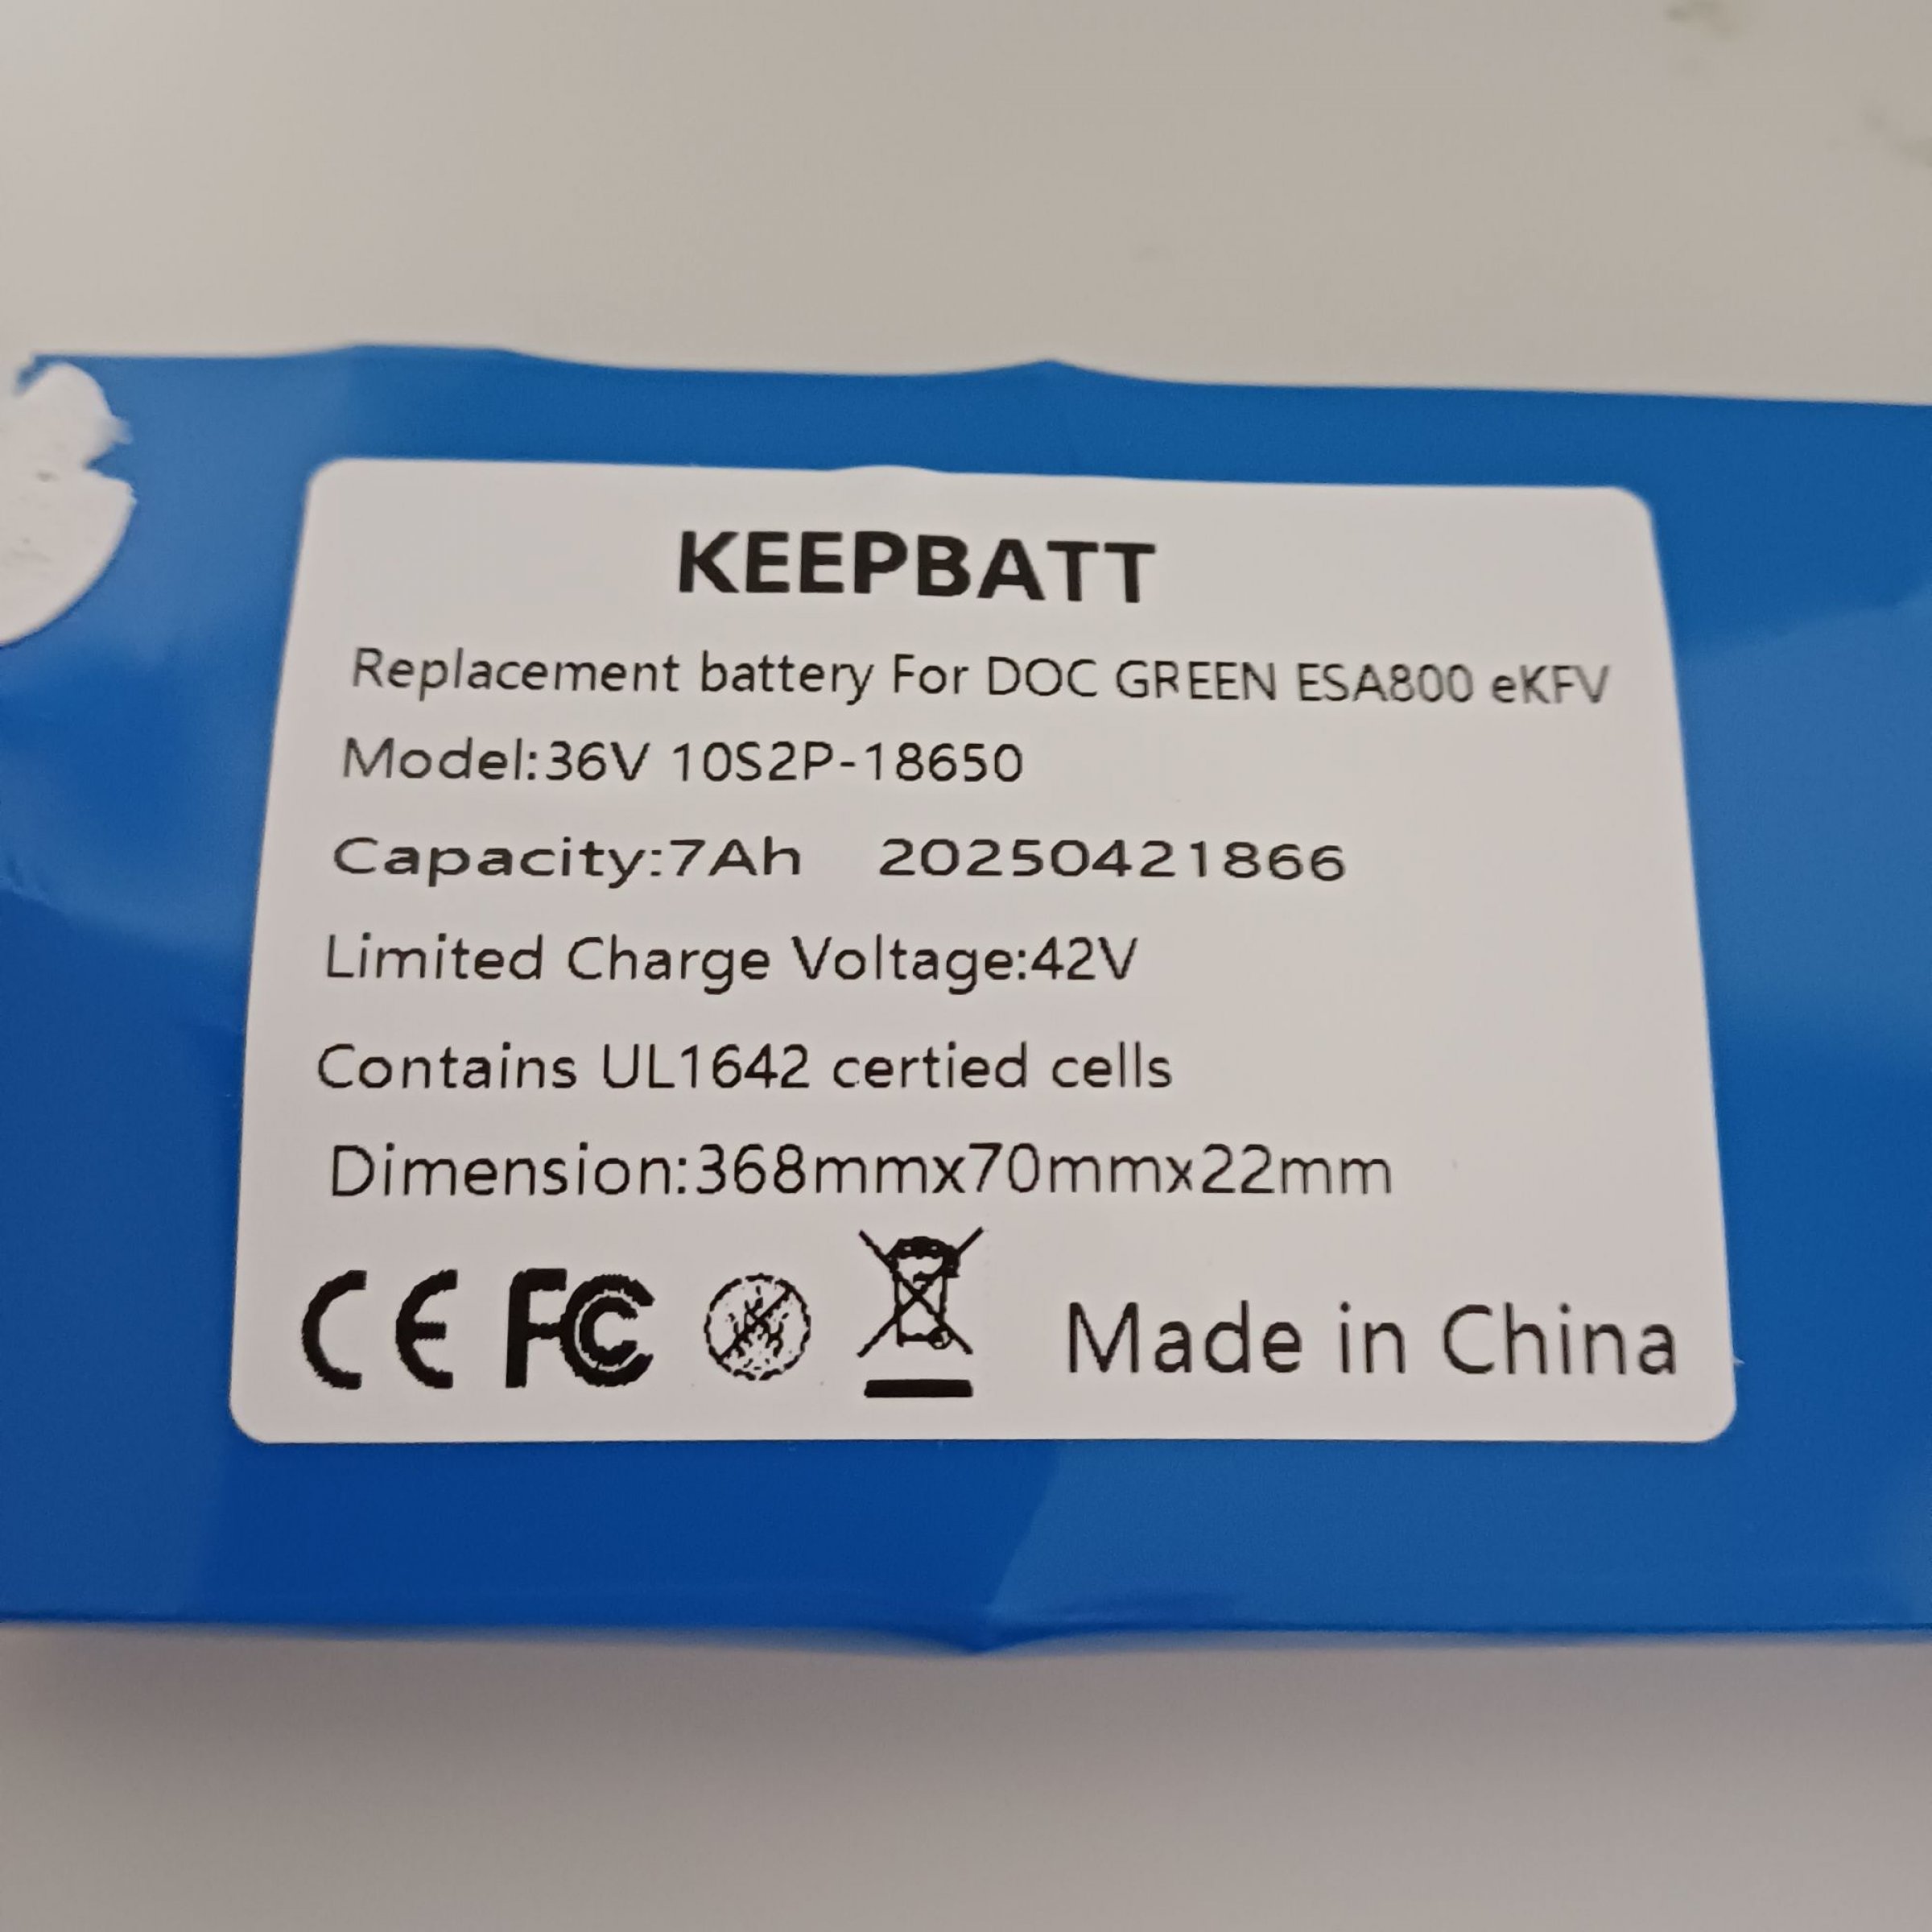 KEEPBATT
Replacement battery For DOC GREEN ESA800 eKFV
Model:36V 10S2P-18650
Capacity:7Ah 20250421866
Limited Charge Voltage:42V
Contains UL1642 certied cells
Dimension:368mmx70mmx22mm
CE FC Made in China